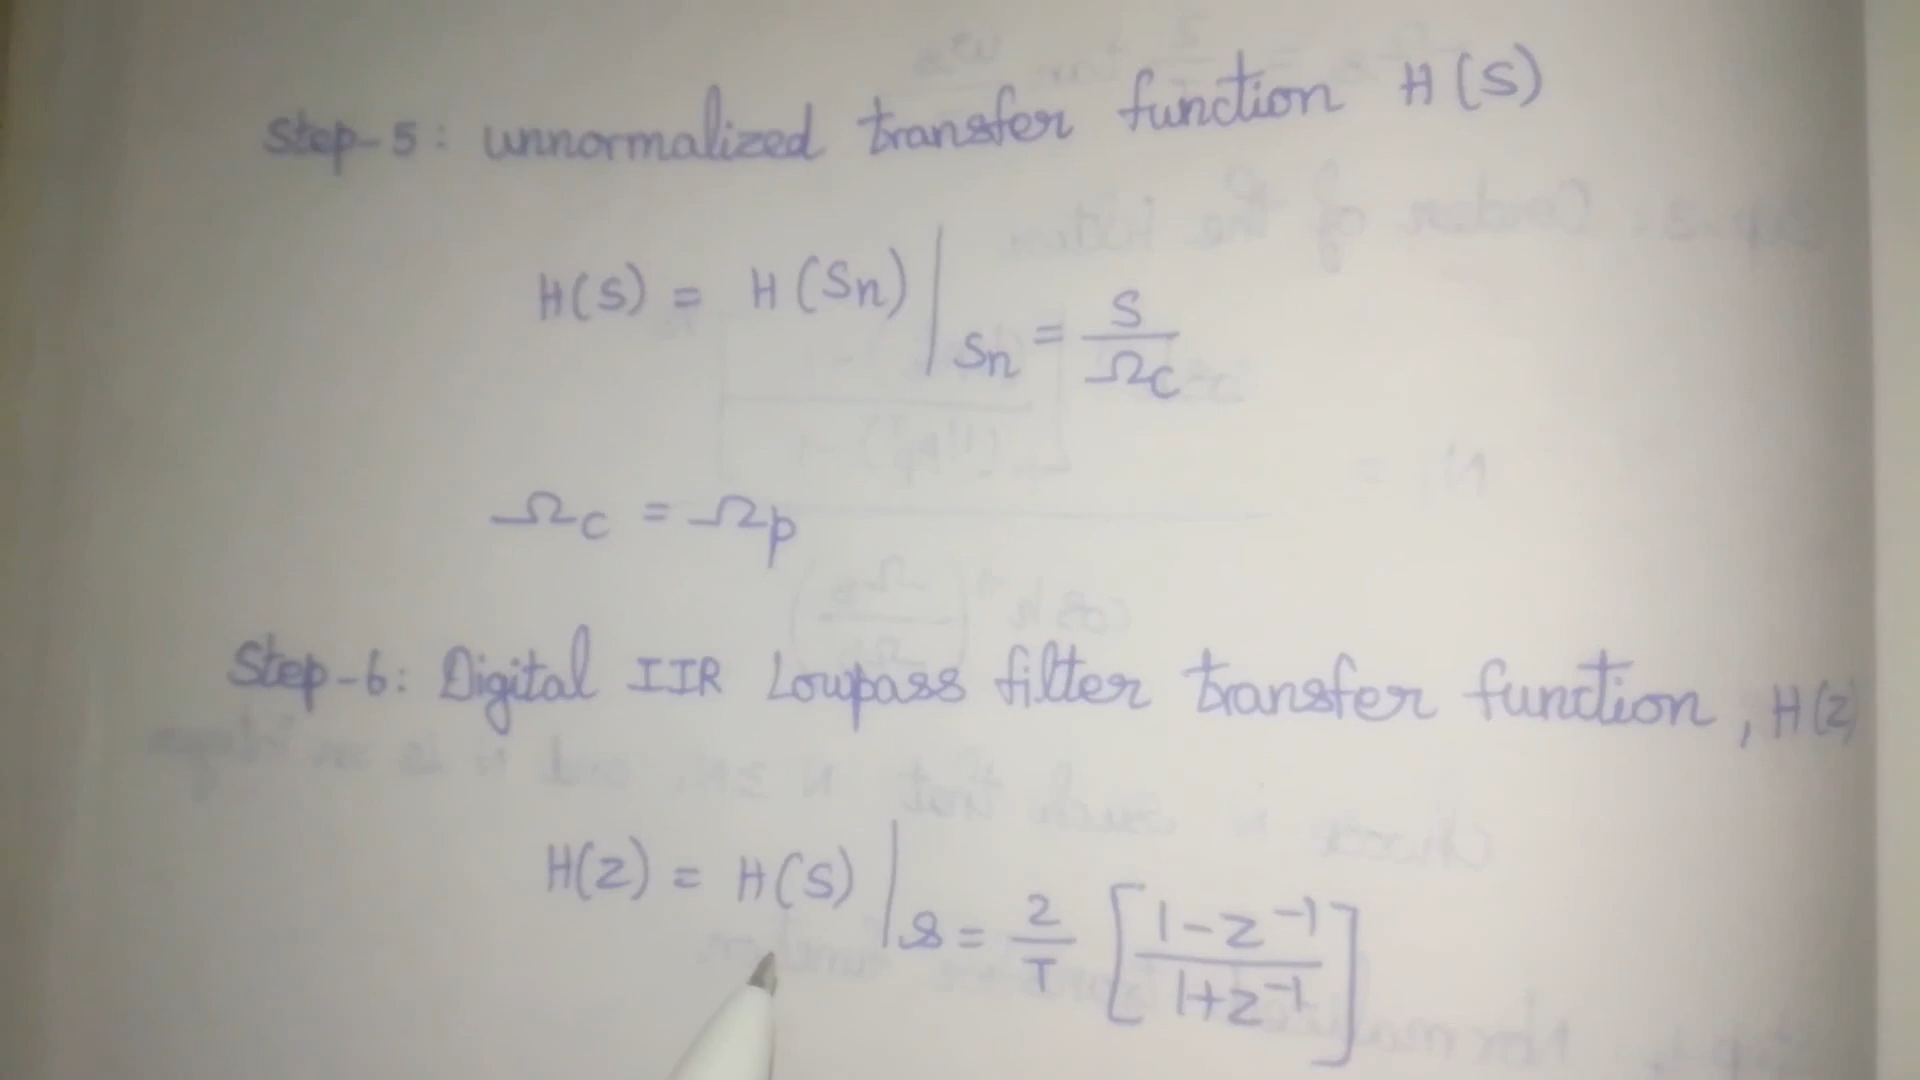 Step-5: unnormalized transfer function H(S)
H(S) = H(Sn) | Sn = S/Ωc
Ωc = Ωp
Step-6: Digital IIR Lowpass filter transfer function, H(z)
H(z) = H(S) | s = 2/T [1-z⁻¹/1+z⁻¹]